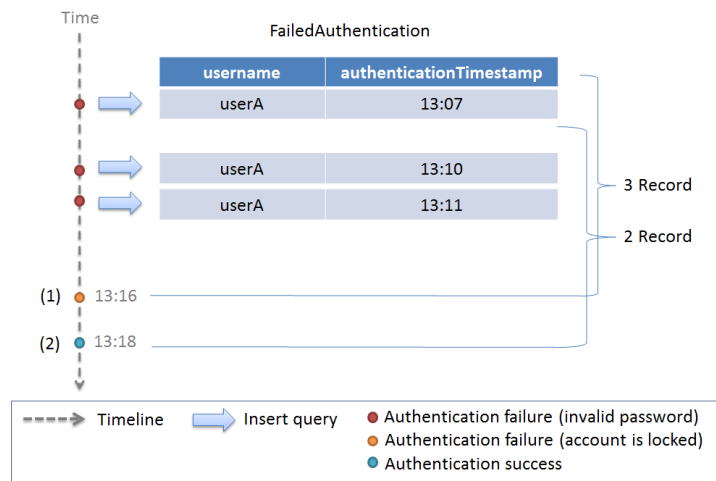 Time
FailedAuthentication
username authenticationTimestamp
userA 13:07
userA 13:10
userA 13:11
3 Record
2 Record
(1) 13:16
(2) 13:18
Timeline Insert query Authentication failure (invalid password)
Authentication failure (account is locked)
Authentication success